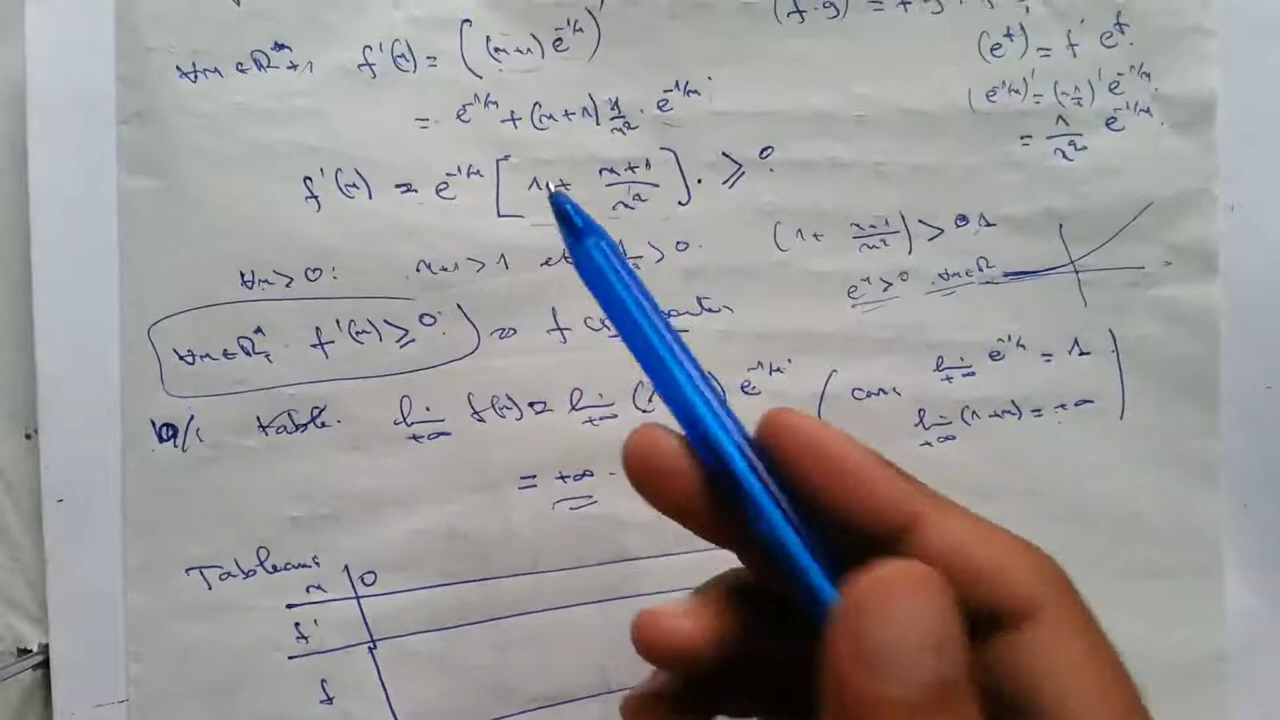 (f.g)' = f'g +
∀x ∈ ℝ*+ f'(x) = ((x+1) e^{-1/x})'
(e^f)' = f' e^f.
= e^{-1/x} + (x+1) 1/x² . e^{-1/x}
(e^{-1/x})' = (-1/x)' e^{-1/x}
= 1/x² e^{-1/x}.
f'(x) = e^{-1/x} [1 + (x+1)/x²] . ≥ 0.
∀x > 0 : x+1 > 1 et > 0.
(1 + (x+1)/x²) > 1
e^x > 0 ∀x ∈ ℝ
∀x ∈ ℝ*+ f'(x) ≥ 0. ⇒ f
b/. table. lim +∞ f(x) = lim +∞ ( ) e^{-1/x} ( car: lim +∞ e^{-1/x} = 1
lim +∞ (1+x) = +∞ )
= +∞
Tableau:
x 0
f'
f